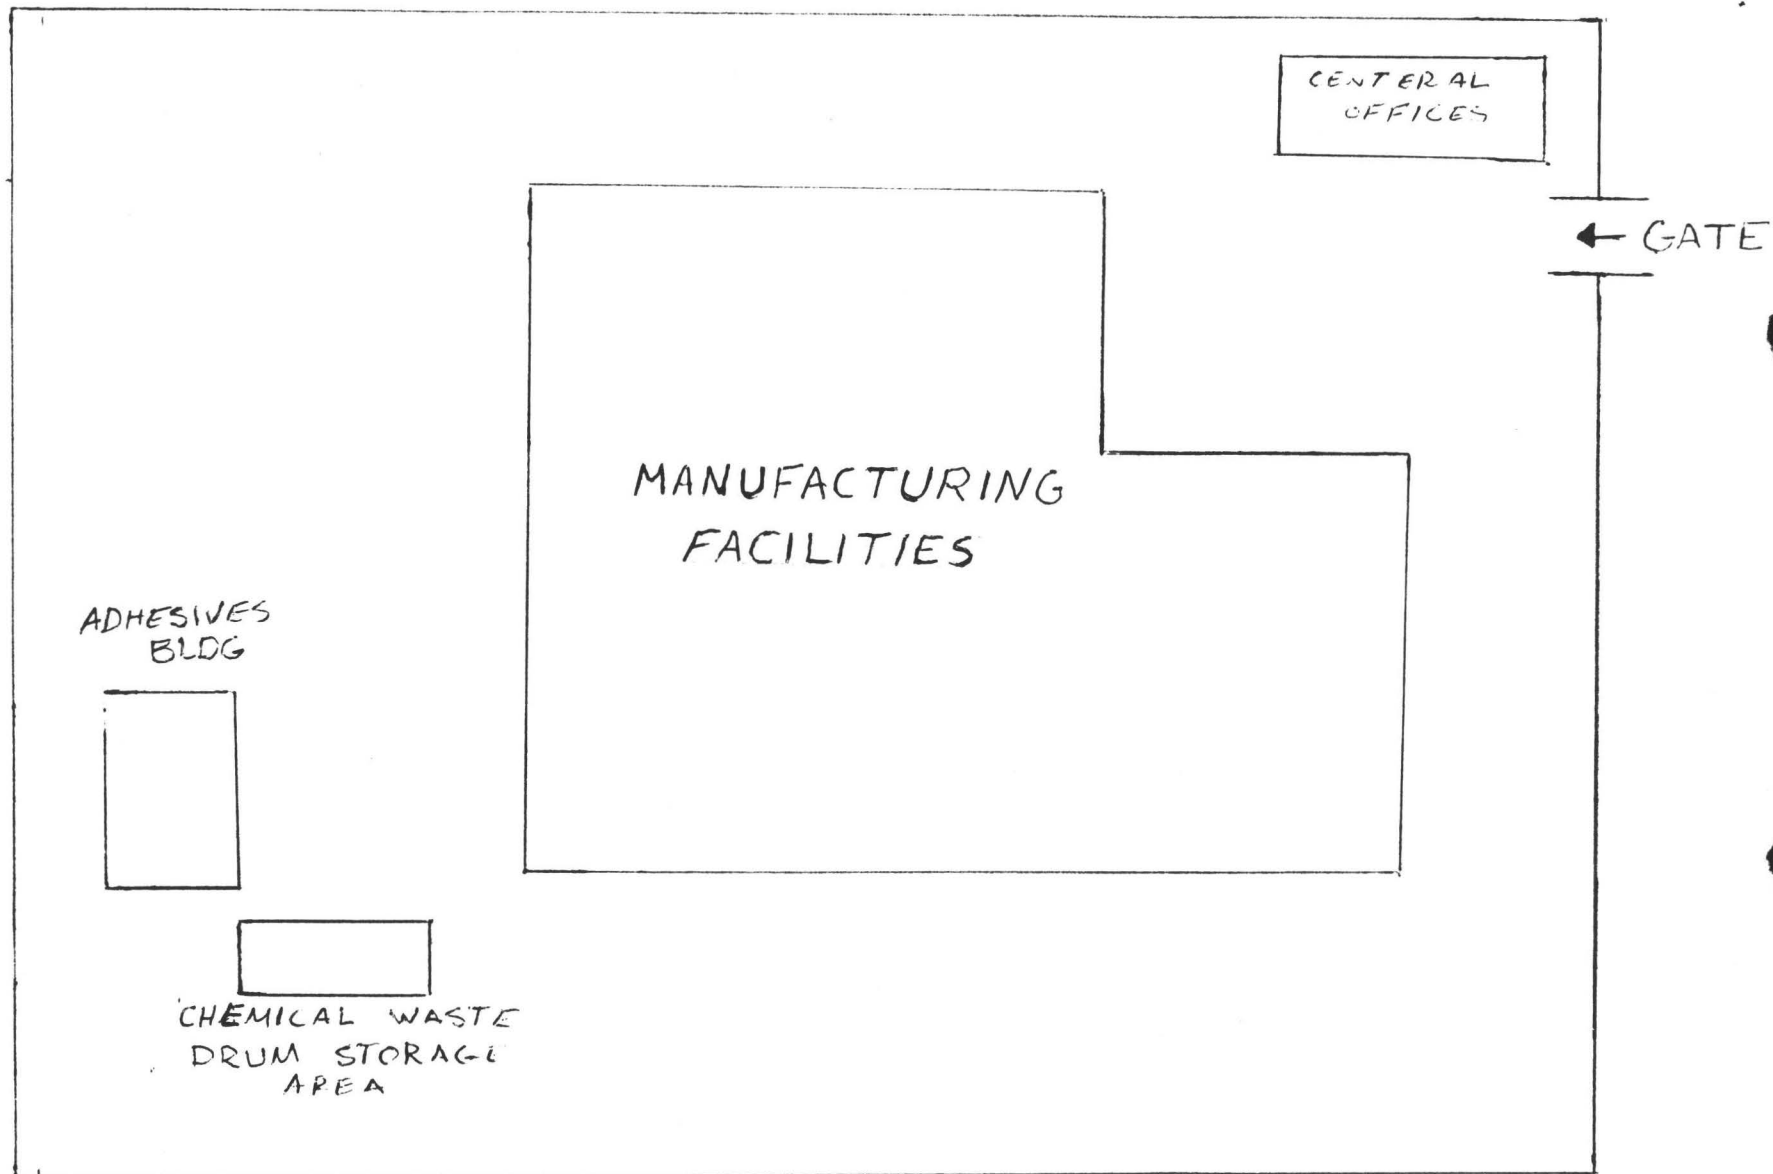 CENTERAL
OFFICES
GATE
MANUFACTURING
FACILITIES
ADHESIVES
BLDG
CHEMICAL WASTE
DRUM STORAGE
AREA